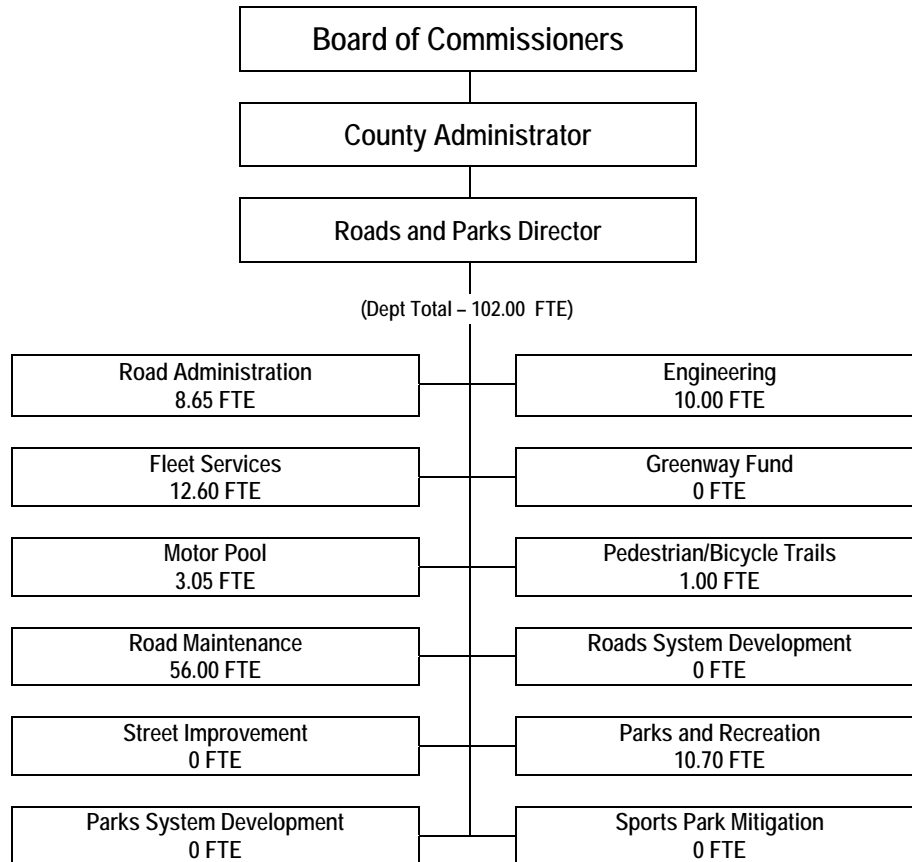 Board of Commissioners
County Administrator
Roads and Parks Director
(Dept Total – 102.00 FTE)
Road Administration
8.65 FTE
Engineering
10.00 FTE
Fleet Services
12.60 FTE
Greenway Fund
0 FTE
Motor Pool
3.05 FTE
Pedestrian/Bicycle Trails
1.00 FTE
Road Maintenance
56.00 FTE
Roads System Development
0 FTE
Street Improvement
0 FTE
Parks and Recreation
10.70 FTE
Parks System Development
0 FTE
Sports Park Mitigation
0 FTE